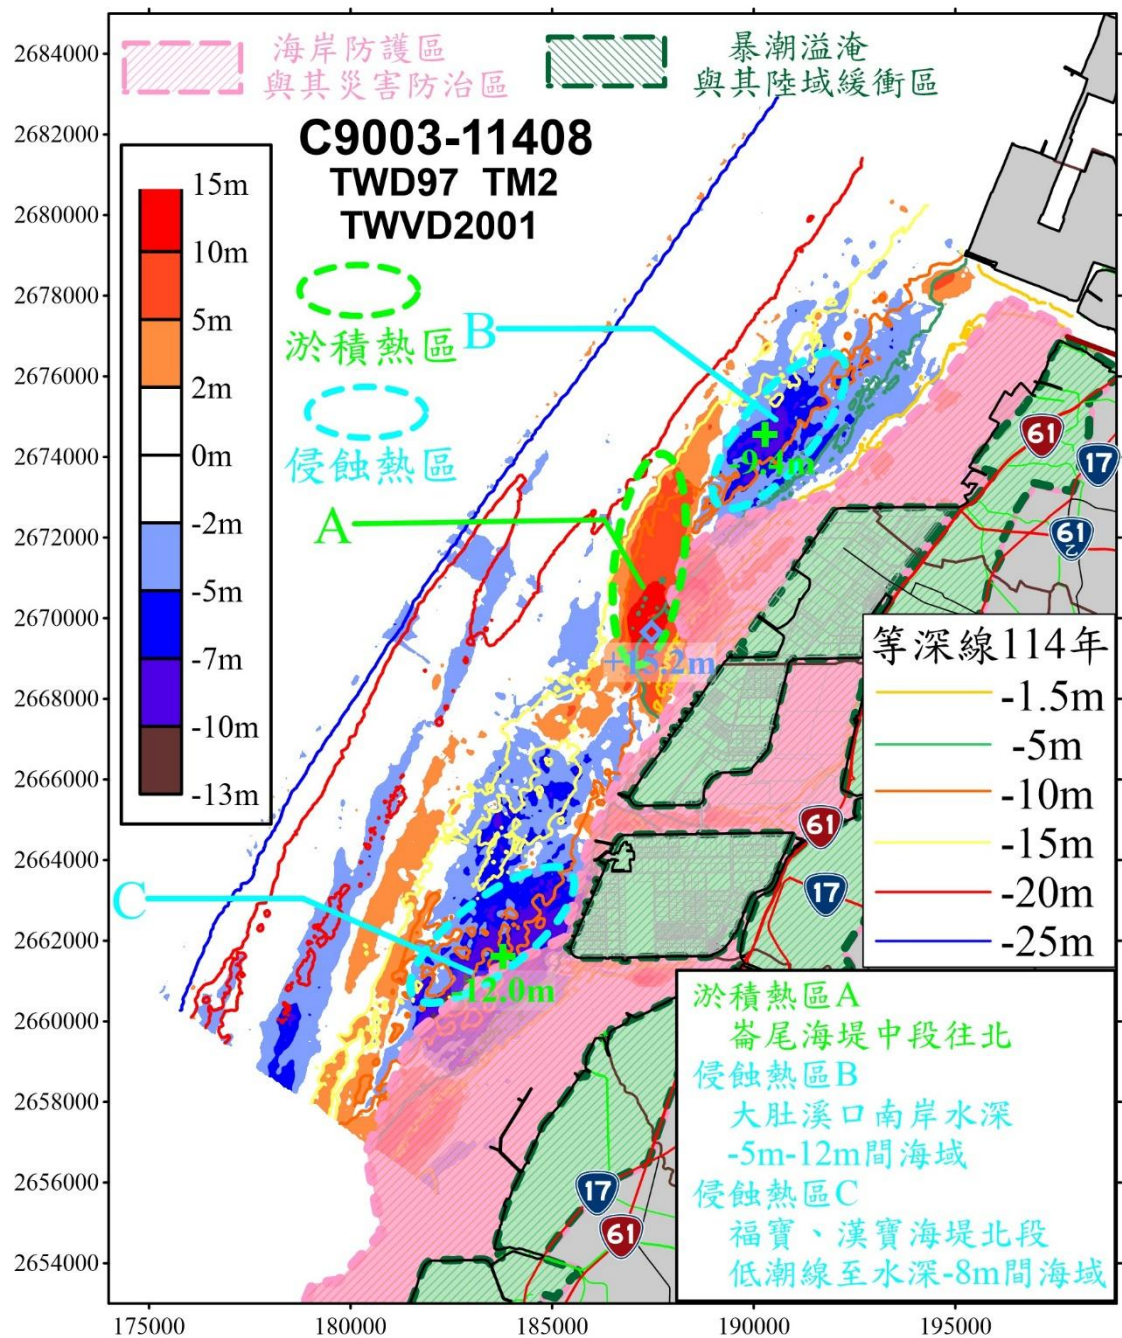 海岸防護區
與其災害防治區
暴潮溢淹
與其陸域緩衝區
C9003-11408
TWD97 TM2
TWVD2001
15m
10m
5m
2m
0m
-2m
-5m
-7m
-10m
-13m
淤積熱區
侵蝕熱區
B
-9.4m
A
+15.2m
C
-12.0m
61
17
61乙
61
17
17
61
等深線114年
-1.5m
-5m
-10m
-15m
-20m
-25m
淤積熱區A
崙尾海堤中段往北
侵蝕熱區B
大肚溪口南岸水深
-5m-12m間海域
侵蝕熱區C
福寶、漢寶海堤北段
低潮線至水深-8m間海域
2684000
2682000
2680000
2678000
2676000
2674000
2672000
2670000
2668000
2666000
2664000
2662000
2660000
2658000
2656000
2654000
175000
180000
185000
190000
195000